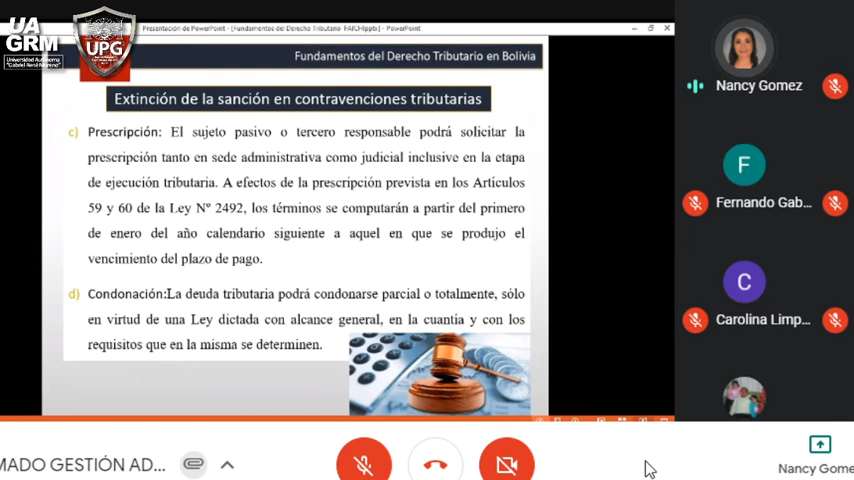 Presentación de PowerPoint - [Fundamentos del Derecho Tributario FAICH.pptx] - PowerPoint
UA
GRM
Universidad Autónoma
"Gabriel René Moreno"
UPG
Fundamentos del Derecho Tributario en Bolivia
Extinción de la sanción en contravenciones tributarias
c) Prescripción: El sujeto pasivo o tercero responsable podrá solicitar la
prescripción tanto en sede administrativa como judicial inclusive en la etapa
de ejecución tributaria. A efectos de la prescripción prevista en los Artículos
59 y 60 de la Ley Nº 2492, los términos se computarán a partir del primero
de enero del año calendario siguiente a aquel en que se produjo el
vencimiento del plazo de pago.
d) Condonación:La deuda tributaria podrá condonarse parcial o totalmente, sólo
en virtud de una Ley dictada con alcance general, en la cuantia y con los
requisitos que en la misma se determinen.
Nancy Gomez
F
Fernando Gab...
C
Carolina Limp...
MADO GESTIÓN AD...
Nancy Gome